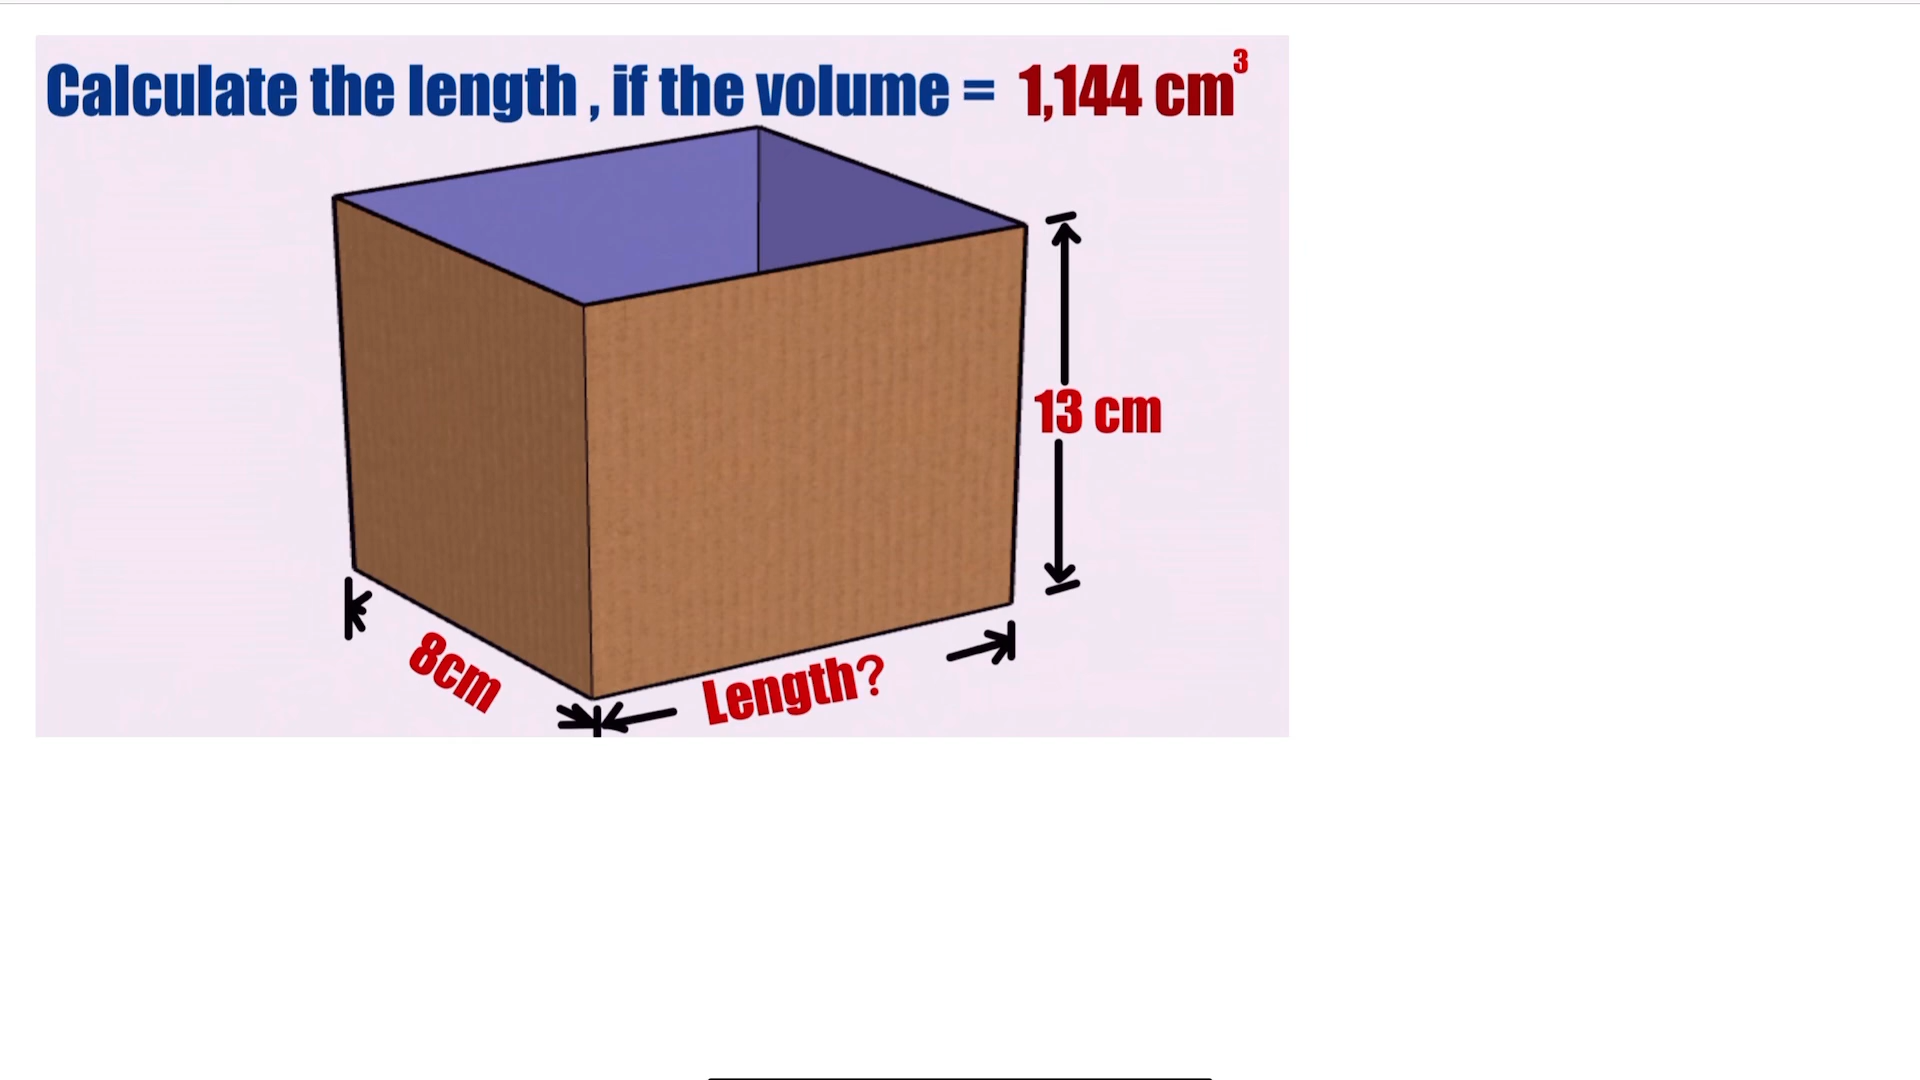 Calculate the length , if the volume = 1,144 cm³
13 cm
8cm
Length?